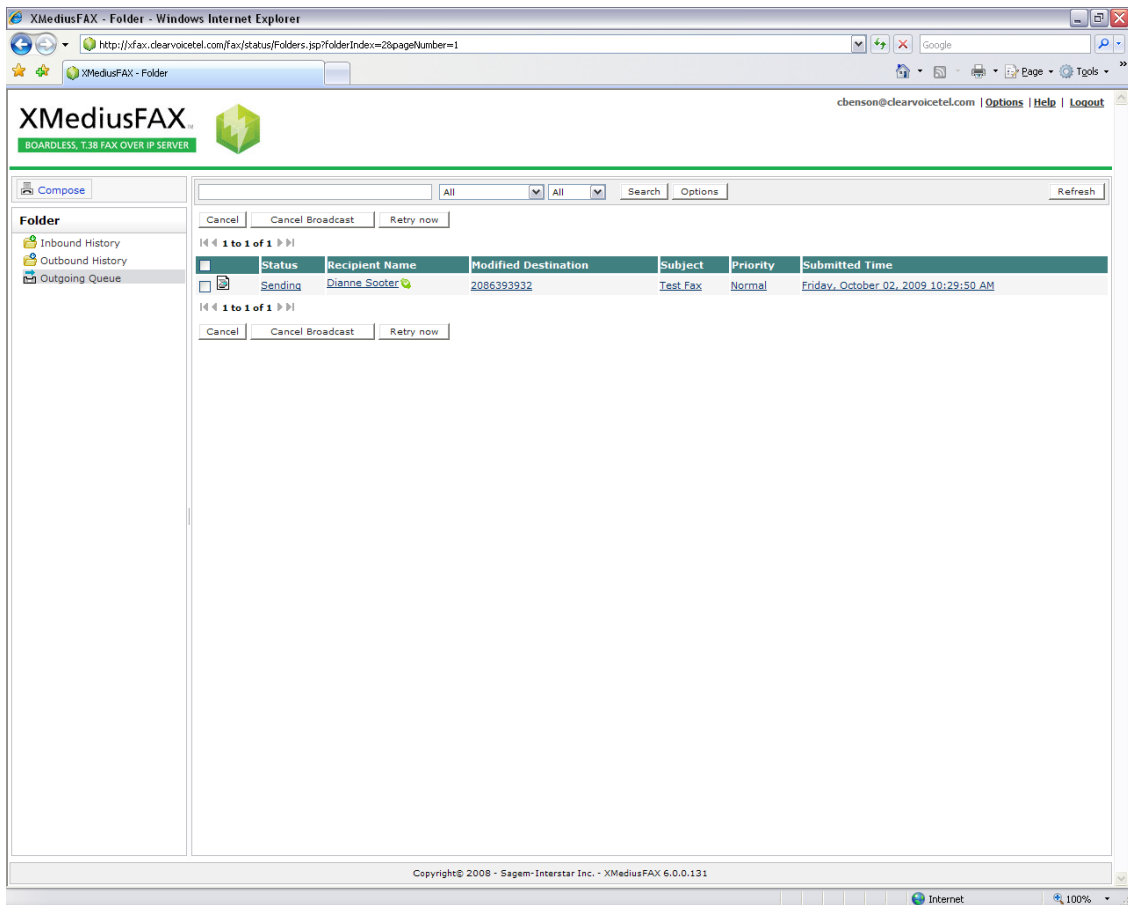 XMediusFAX - Folder - Windows Internet Explorer
http://xfax.clearvoicetel.com/fax/status/Folders.jsp?folderIndex=2&pageNumber=1
Google
XMediusFAX - Folder
Page
Tools
»
cbenson@clearvoicetel.com | Options | Help | Logout
XMediusFAX™
BOARDLESS, T.38 FAX OVER IP SERVER
Compose
All All Search Options Refresh
Folder
Inbound History
Outbound History
Outgoing Queue
Cancel Cancel Broadcast Retry now
1 to 1 of 1
Status Recipient Name Modified Destination Subject Priority Submitted Time
Sending Dianne Sooter 2086393932 Test Fax Normal Friday, October 02, 2009 10:29:50 AM
1 to 1 of 1
Cancel Cancel Broadcast Retry now
Copyright© 2008 - Sagem-Interstar Inc. - XMediusFAX 6.0.0.131
Internet 100%